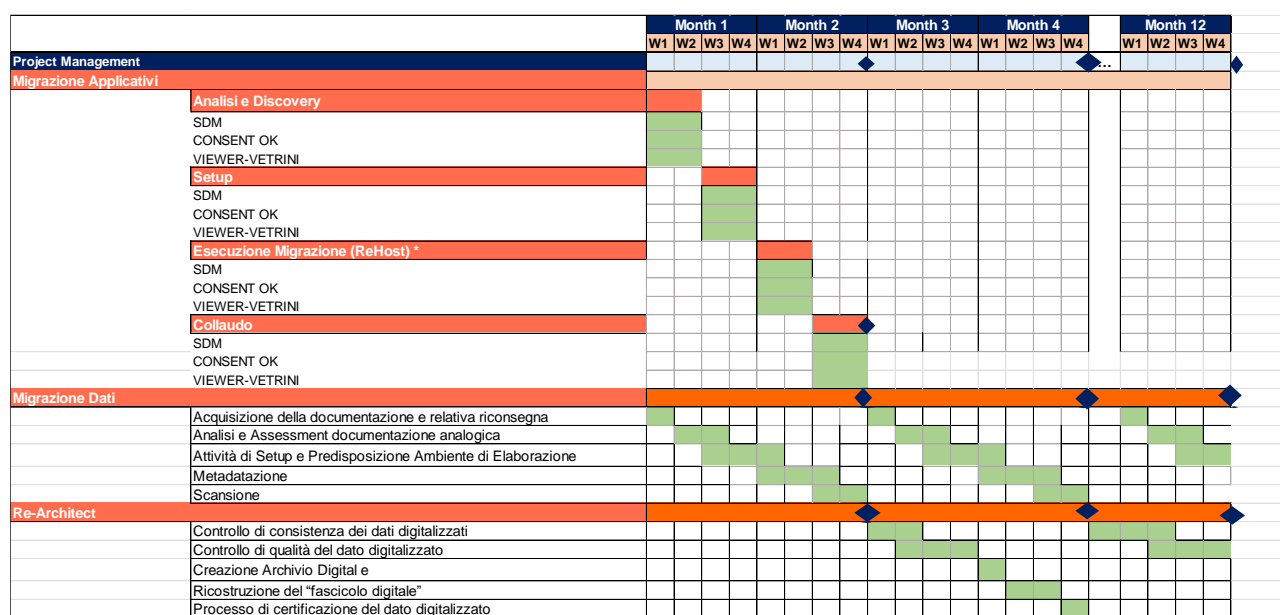 Month 1 Month 2 Month 3 Month 4 Month 12
W1 W2 W3 W4 W1 W2 W3 W4 W1 W2 W3 W4 W1 W2 W3 W4 W1 W2 W3 W4
Project Management ...
Migrazione Applicativi
Analisi e Discovery
SDM
CONSENT OK
VIEWER-VETRINI
Setup
SDM
CONSENT OK
VIEWER-VETRINI
Esecuzione Migrazione (ReHost) *
SDM
CONSENT OK
VIEWER-VETRINI
Collaudo
SDM
CONSENT OK
VIEWER-VETRINI
Migrazione Dati
Acquisizione della documentazione e relativa riconsegna
Analisi e Assessment documentazione analogica
Attività di Setup e Predisposizione Ambiente di Elaborazione
Metadatazione
Scansione
Re-Architect
Controllo di consistenza dei dati digitalizzati
Controllo di qualità del dato digitalizzato
Creazione Archivio Digital e
Ricostruzione del “fascicolo digitale”
Processo di certificazione del dato digitalizzato